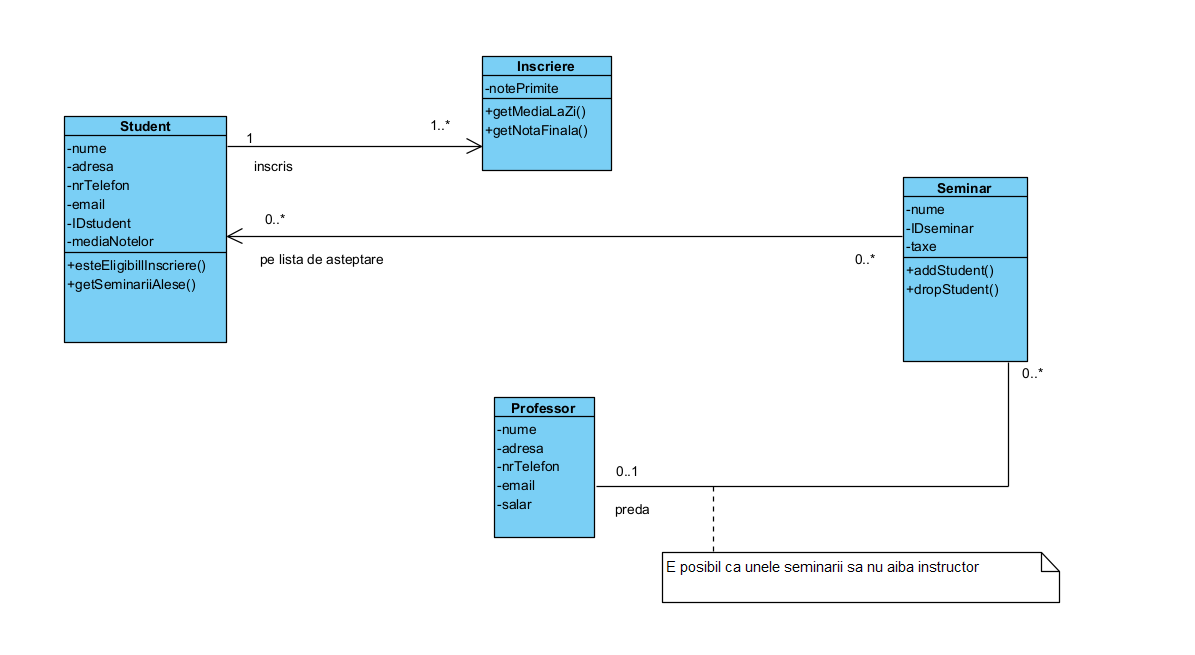 Inscriere
-notePrimite
+getMediaLaZi()
+getNotaFinala()
Student
-nume
-adresa
-nrTelefon
-email
-IDstudent
-mediaNotelor
+esteEligibillInscriere()
+getSeminariiAlese()
1
1..*
inscris
0..*
pe lista de asteptare
0..*
Seminar
-nume
-IDseminar
-taxe
+addStudent()
+dropStudent()
0..*
Professor
-nume
-adresa
-nrTelefon
-email
-salar
0..1
preda
E posibil ca unele seminarii sa nu aiba instructor